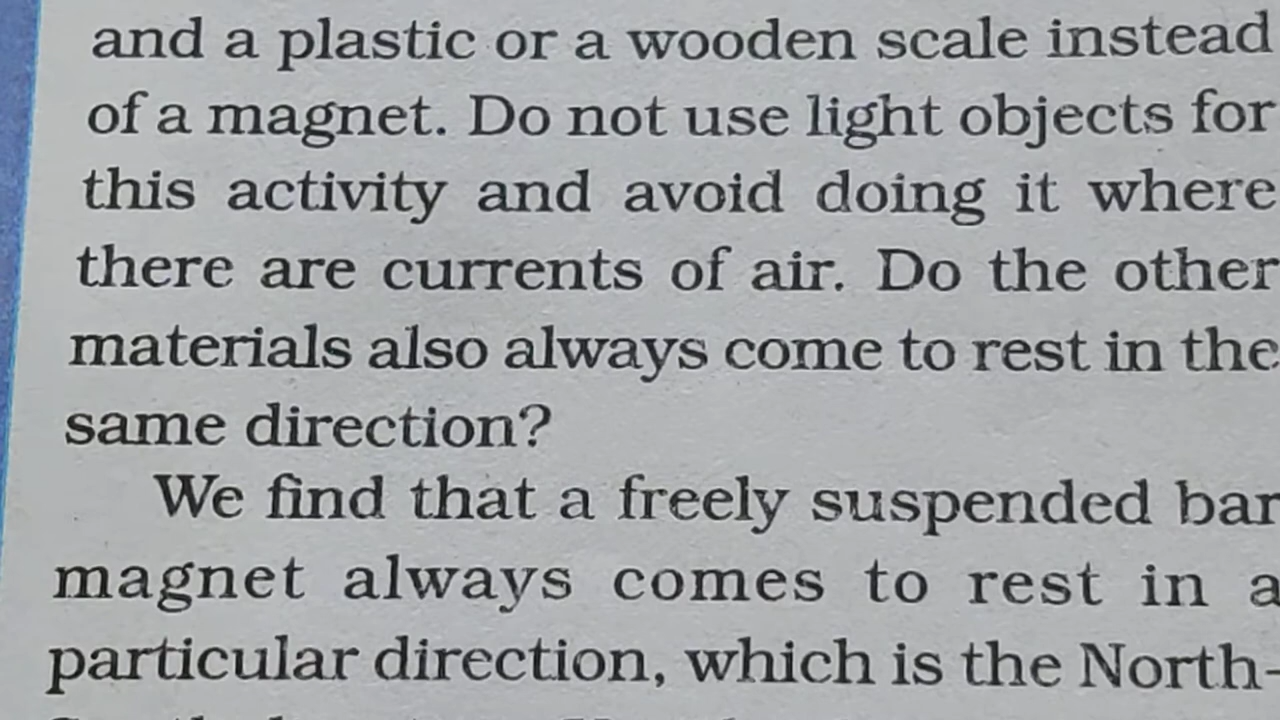 and a plastic or a wooden scale instead
of a magnet. Do not use light objects for
this activity and avoid doing it where
there are currents of air. Do the other
materials also always come to rest in the
same direction?
We find that a freely suspended bar
magnet always comes to rest in a
particular direction, which is the North-